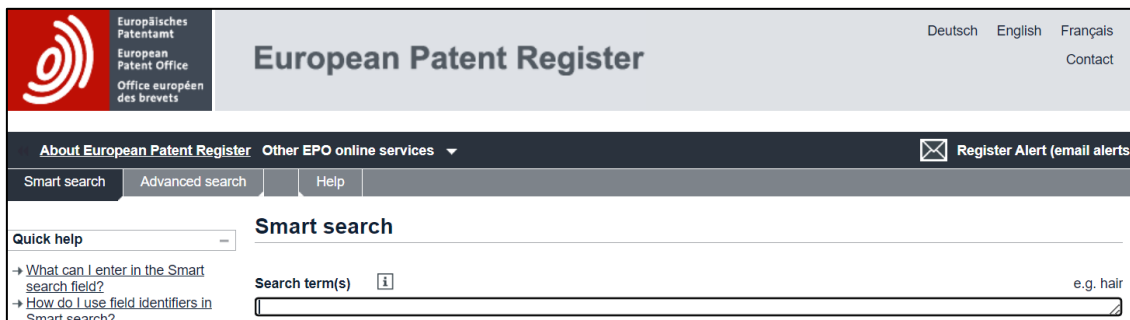 Europäisches
Patentamt
European
Patent Office
Office européen
des brevets
European Patent Register
Deutsch English Français
Contact
About European Patent Register Other EPO online services
Register Alert (email alerts
Smart search Advanced search Help
Quick help
Smart search
What can I enter in the Smart
search field?
How do I use field identifiers in
Smart search?
Search term(s) i e.g. hair